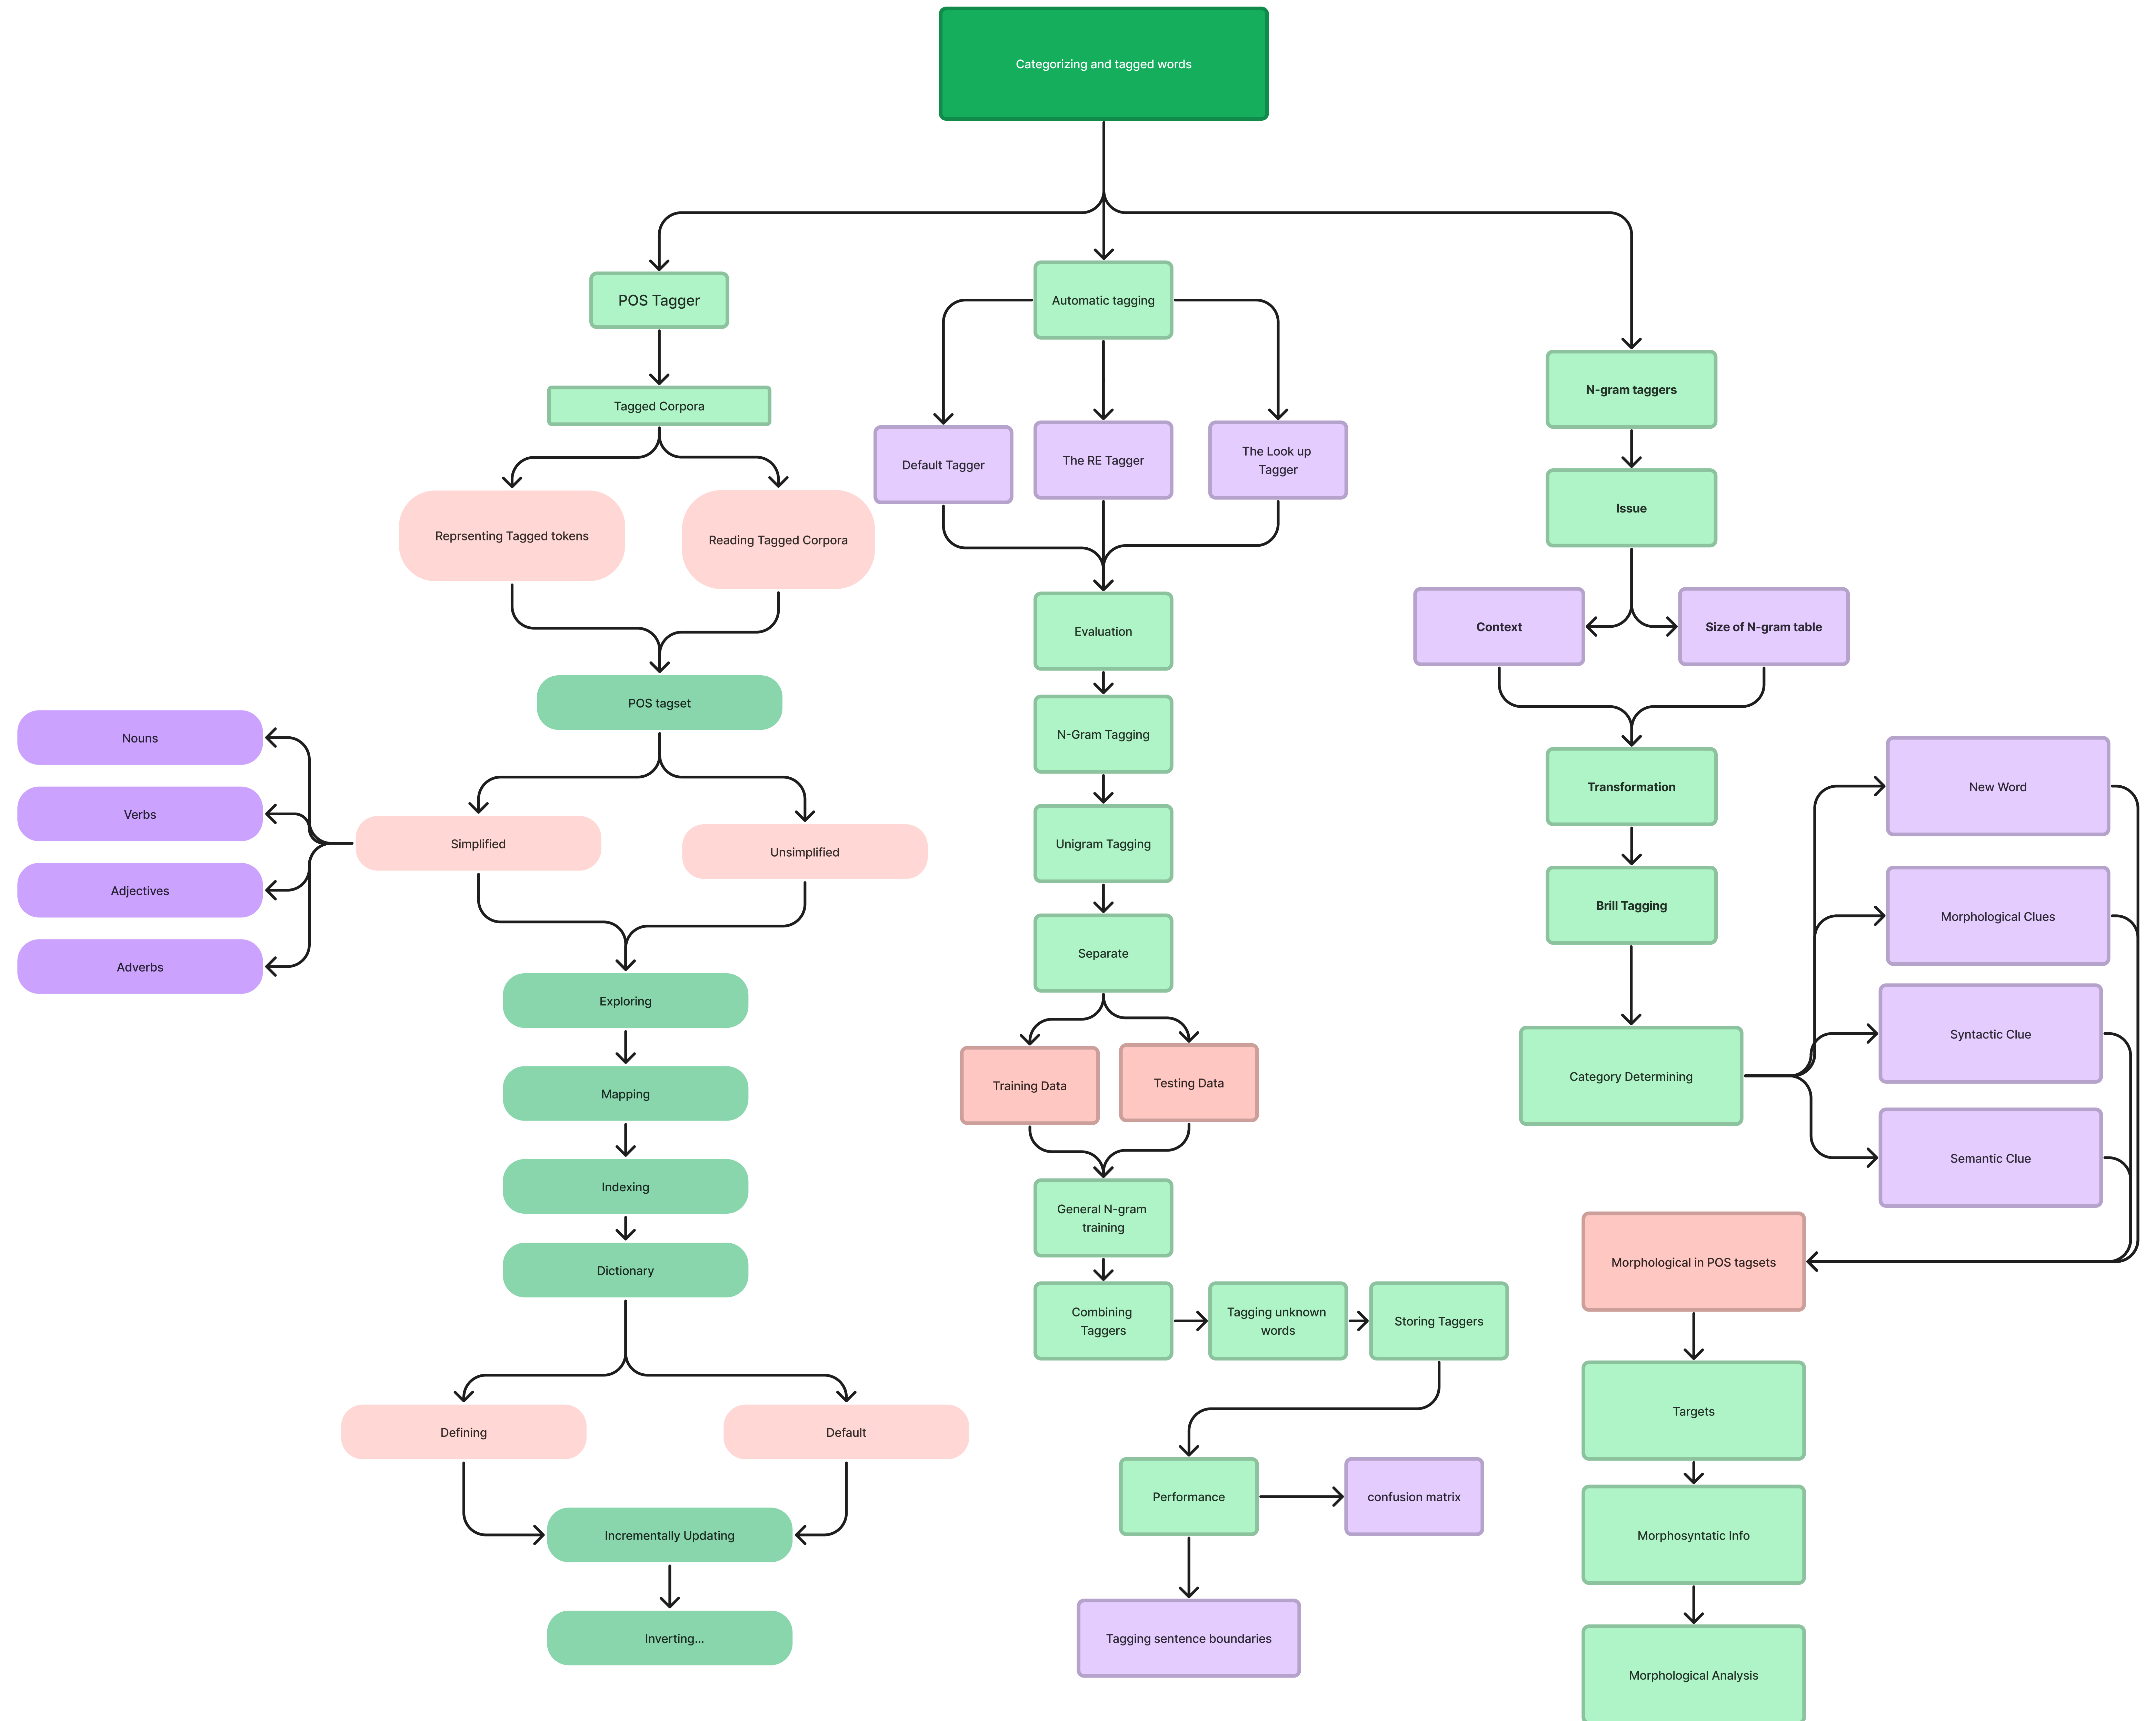 Categorizing and tagged words
POS Tagger
Tagged Corpora
Reprsenting Tagged tokens
Reading Tagged Corpora
POS tagset
Simplified
Unsimplified
Nouns
Verbs
Adjectives
Adverbs
Exploring
Mapping
Indexing
Dictionary
Defining
Default
Incrementally Updating
Inverting...
Automatic tagging
Default Tagger
The RE Tagger
The Look up
Tagger
Evaluation
N-Gram Tagging
Unigram Tagging
Separate
Training Data
Testing Data
General N-gram
training
Combining
Taggers
Tagging unknown
words
Storing Taggers
Performance
confusion matrix
Tagging sentence boundaries
N-gram taggers
Issue
Context
Size of N-gram table
Transformation
Brill Tagging
Category Determining
New Word
Morphological Clues
Syntactic Clue
Semantic Clue
Morphological in POS tagsets
Targets
Morphosyntatic Info
Morphological Analysis